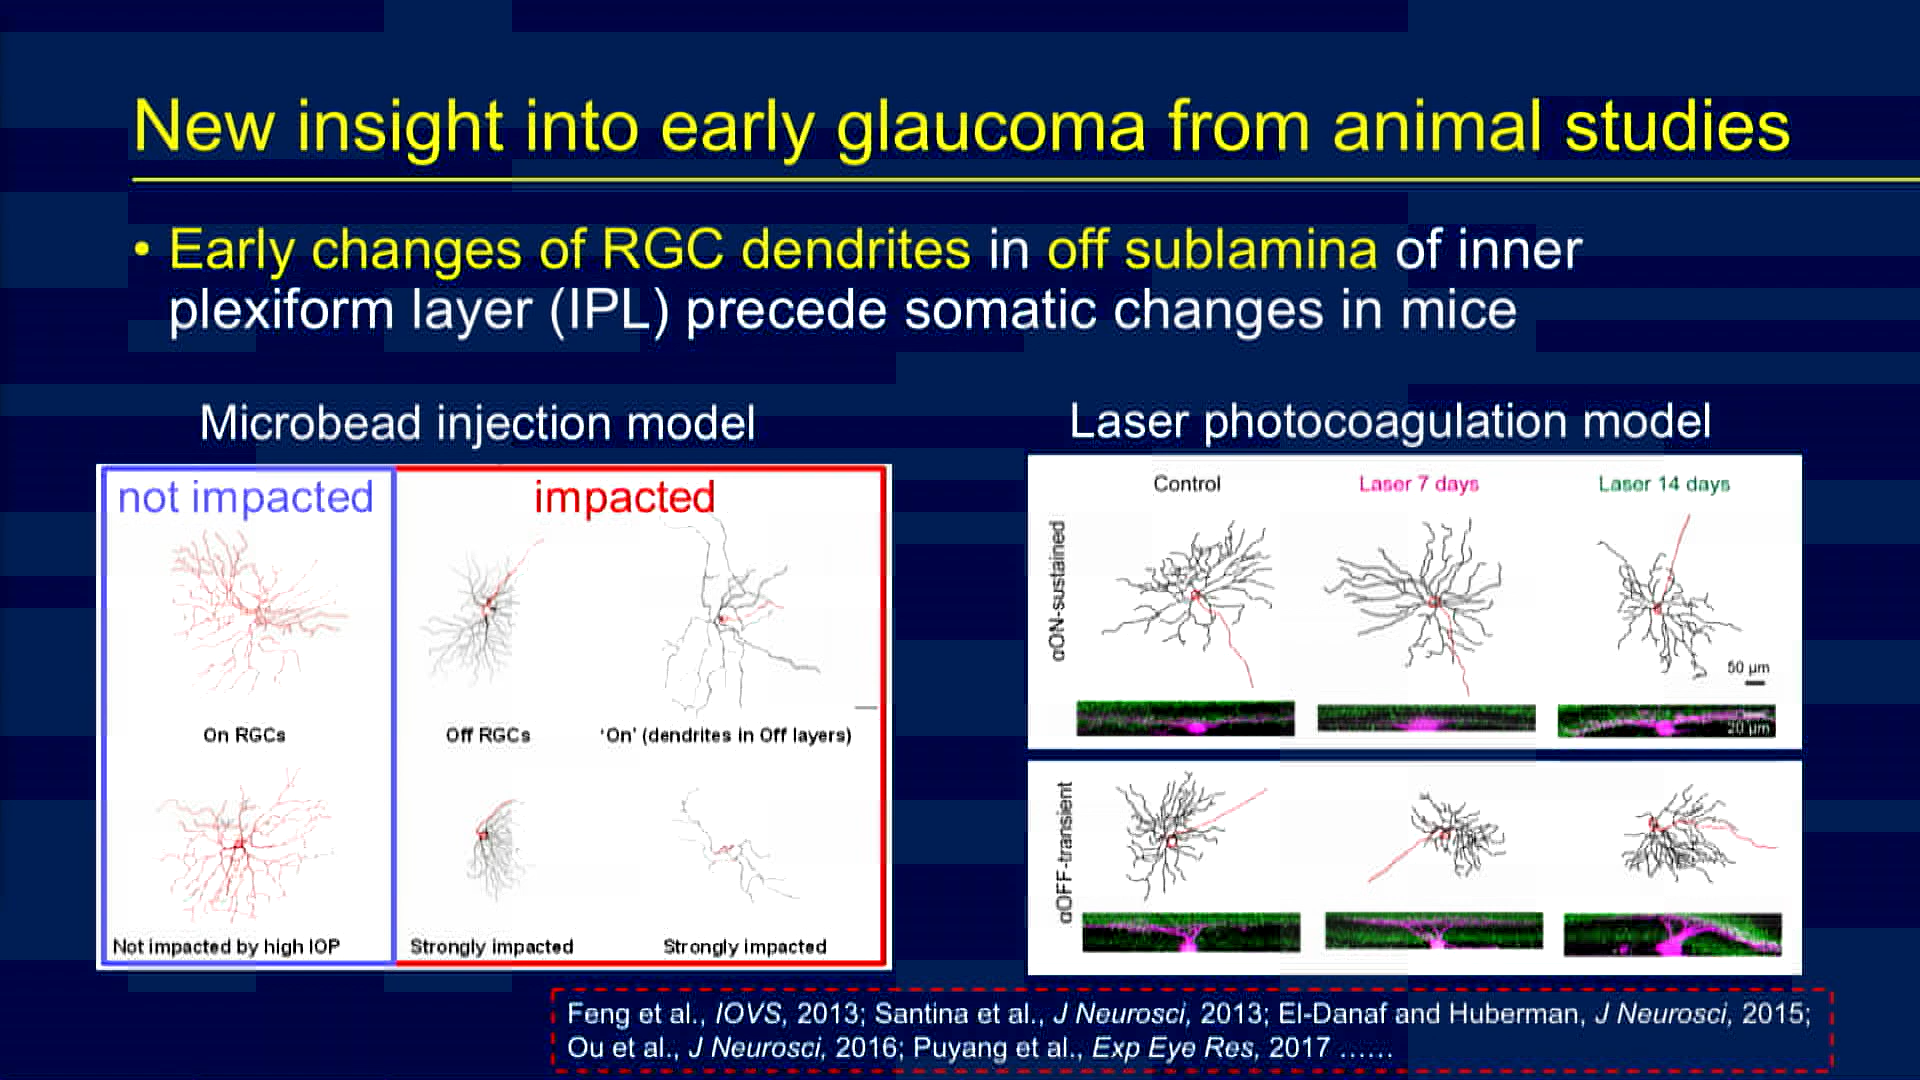 New insight into early glaucoma from animal studies
• Early changes of RGC dendrites in off sublamina of inner
plexiform layer (IPL) precede somatic changes in mice
Microbead injection model
not impacted
impacted
On RGCs
Off RGCs
'On' (dendrites in Off layers)
Not impacted by high IOP
Strongly impacted
Strongly impacted
Laser photocoagulation model
Control
Laser 7 days
Laser 14 days
αON-sustained
50 µm
20 µm
αOFF-transient
Feng et al., IOVS, 2013; Santina et al., J Neurosci, 2013; El-Danaf and Huberman, J Neurosci, 2015;
Ou et al., J Neurosci, 2016; Puyang et al., Exp Eye Res, 2017 ......